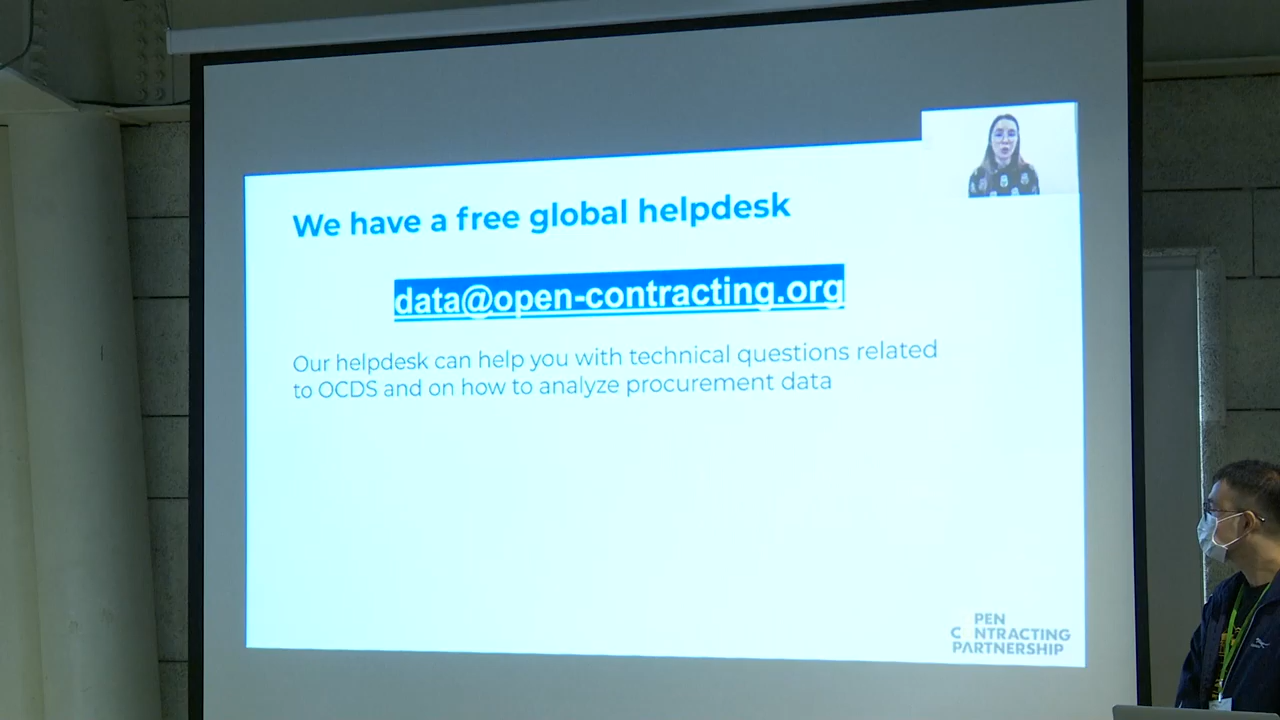 We have a free global helpdesk
data@open-contracting.org
Our helpdesk can help you with technical questions related
to OCDS and on how to analyze procurement data
PEN
C NTRACTING
PARTNERSHIP